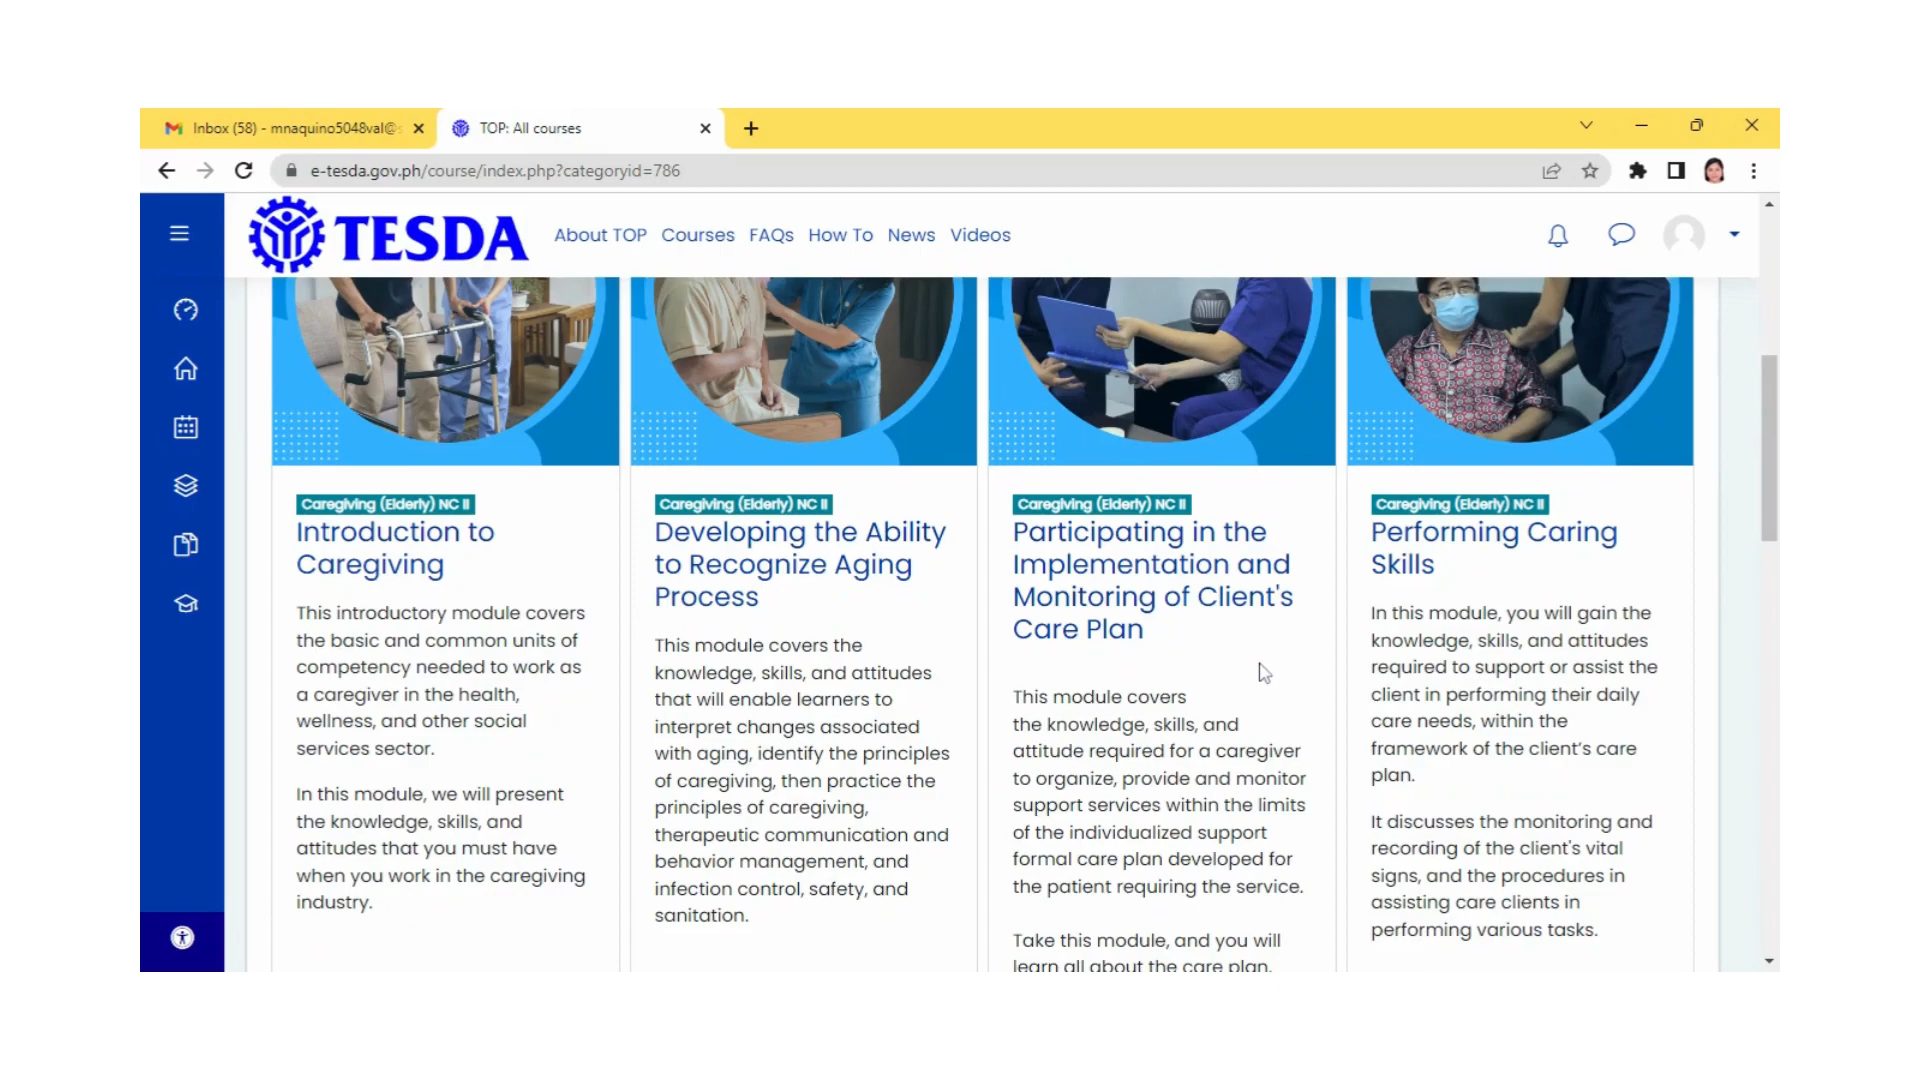 Inbox (58) - mnaquino5048val@
TOP: All courses
e-tesda.gov.ph/course/index.php?categoryid=786
TESDA
About TOP Courses FAQs How To News Videos
Caregiving (Elderly) NC II
Introduction to
Caregiving
This introductory module covers
the basic and common units of
competency needed to work as
a caregiver in the health,
wellness, and other social
services sector.
In this module, we will present
the knowledge, skills, and
attitudes that you must have
when you work in the caregiving
industry.
Caregiving (Elderly) NC II
Developing the Ability
to Recognize Aging
Process
This module covers the
knowledge, skills, and attitudes
that will enable learners to
interpret changes associated
with aging, identify the principles
of caregiving, then practice the
principles of caregiving,
therapeutic communication and
behavior management, and
infection control, safety, and
sanitation.
Caregiving (Elderly) NC II
Participating in the
Implementation and
Monitoring of Client's
Care Plan
This module covers
the knowledge, skills, and
attitude required for a caregiver
to organize, provide and monitor
support services within the limits
of the individualized support
formal care plan developed for
the patient requiring the service.
Take this module, and you will
learn all about the care plan,
Caregiving (Elderly) NC II
Performing Caring
Skills
In this module, you will gain the
knowledge, skills, and attitudes
required to support or assist the
client in performing their daily
care needs, within the
framework of the client’s care
plan.
It discusses the monitoring and
recording of the client's vital
signs, and the procedures in
assisting care clients in
performing various tasks.